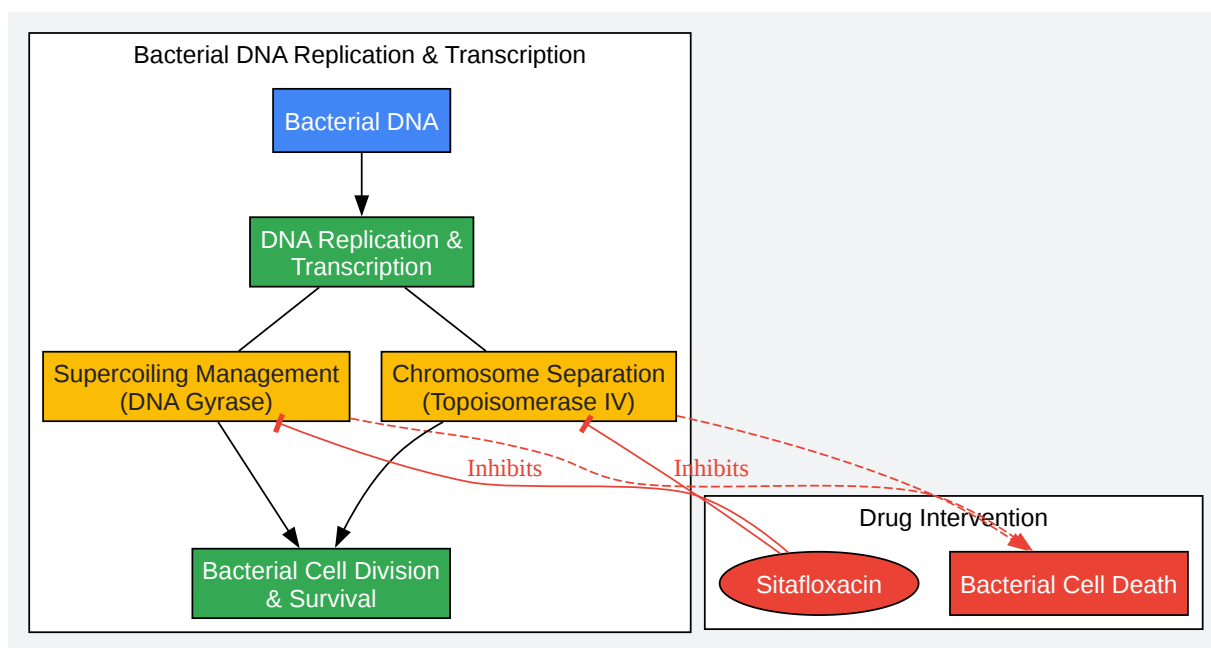 Bacterial DNA Replication & Transcription
Bacterial DNA
DNA Replication &
Transcription
Supercoiling Management
(DNA Gyrase)
Chromosome Separation
(Topoisomerase IV)
Inhibits
Inhibits
Drug Intervention
Bacterial Cell Division
& Survival
Sitafloxacin
Bacterial Cell Death